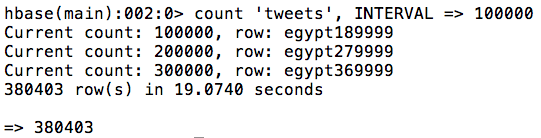 hbase(main):002:0> count 'tweets', INTERVAL => 100000
Current count: 100000, row: egypt189999
Current count: 200000, row: egypt279999
Current count: 300000, row: egypt369999
380403 row(s) in 19.0740 seconds
=> 380403